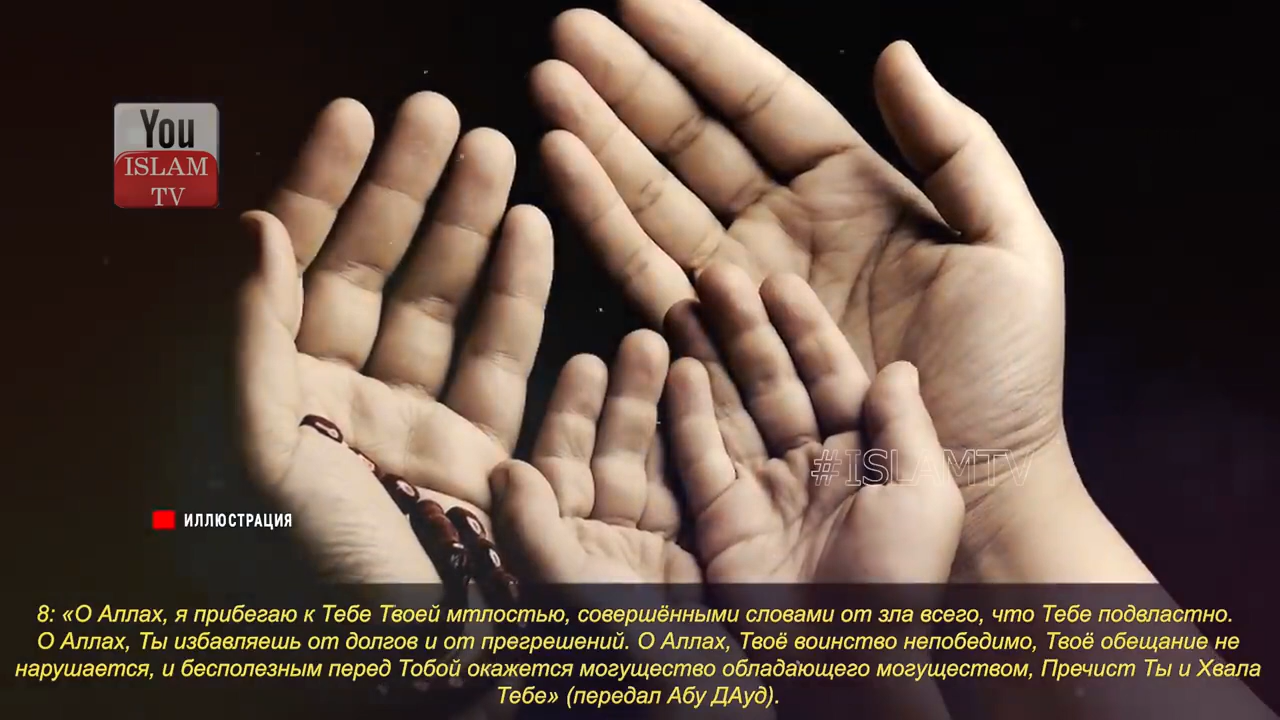 You
ISLAM
TV
#ISLAMTV
ИЛЛЮСТРАЦИЯ
8: «О Аллах, я прибегаю к Тебе Твоей мтлостью, совершёнными словами от зла всего, что Тебе подвластно.
О Аллах, Ты избавляешь от долгов и от прегрешений. О Аллах, Твоё воинство непобедимо, Твоё обещание не
нарушается, и бесполезным перед Тобой окажется могущество обладающего могуществом, Пречист Ты и Хвала
Тебе» (передал Абу ДАуд).